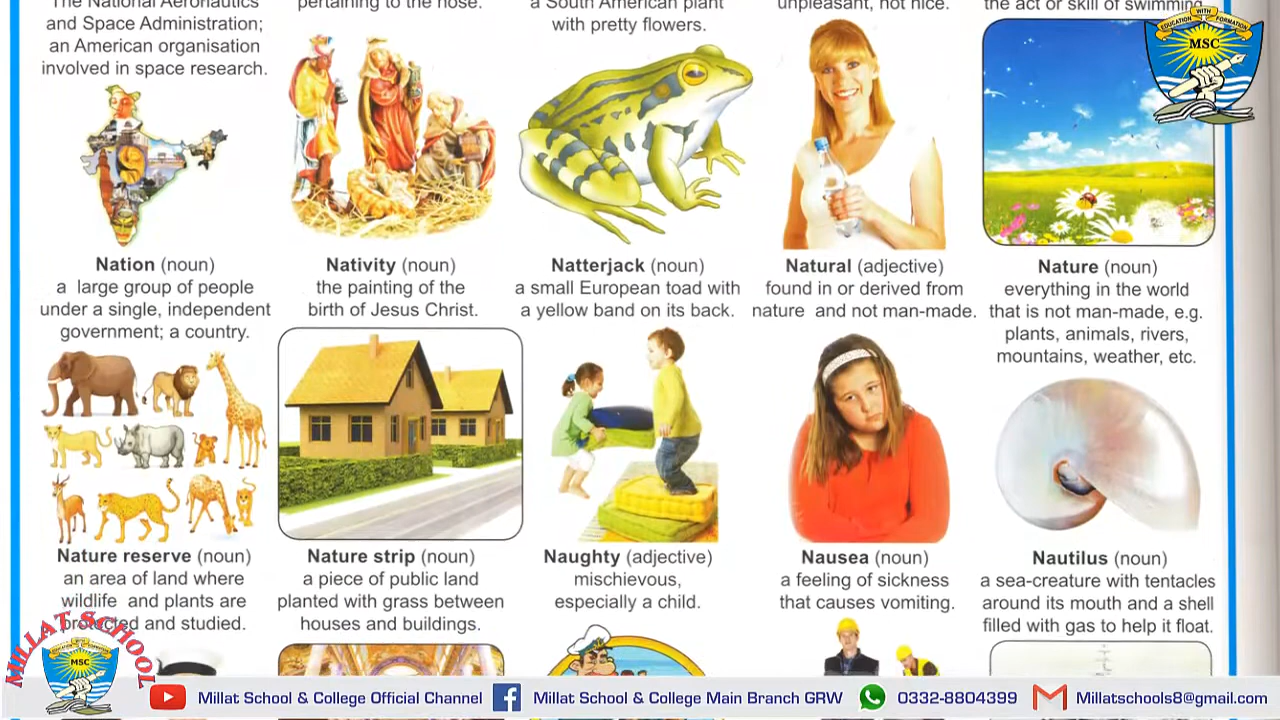 The National Aeronautics
and Space Administration;
an American organisation
involved in space research.
pertaining to the nose.
a South American plant
with pretty flowers.
unpleasant, not nice.
the act or skill of swimming.
EDUCATION WITH FORMATION
MSC
Nation (noun)
a large group of people
under a single, independent
government; a country.
Nativity (noun)
the painting of the
birth of Jesus Christ.
Natterjack (noun)
a small European toad with
a yellow band on its back.
Natural (adjective)
found in or derived from
nature and not man-made.
Nature (noun)
everything in the world
that is not man-made, e.g.
plants, animals, rivers,
mountains, weather, etc.
Nature reserve (noun)
an area of land where
wildlife and plants are
protected and studied.
Nature strip (noun)
a piece of public land
planted with grass between
houses and buildings.
Naughty (adjective)
mischievous,
especially a child.
Nausea (noun)
a feeling of sickness
that causes vomiting.
Nautilus (noun)
a sea-creature with tentacles
around its mouth and a shell
filled with gas to help it float.
MILLAT SCHOOL
MSC
Millat School & College Official Channel
Millat School & College Main Branch GRW
0332-8804399
Millatschools8@gmail.com